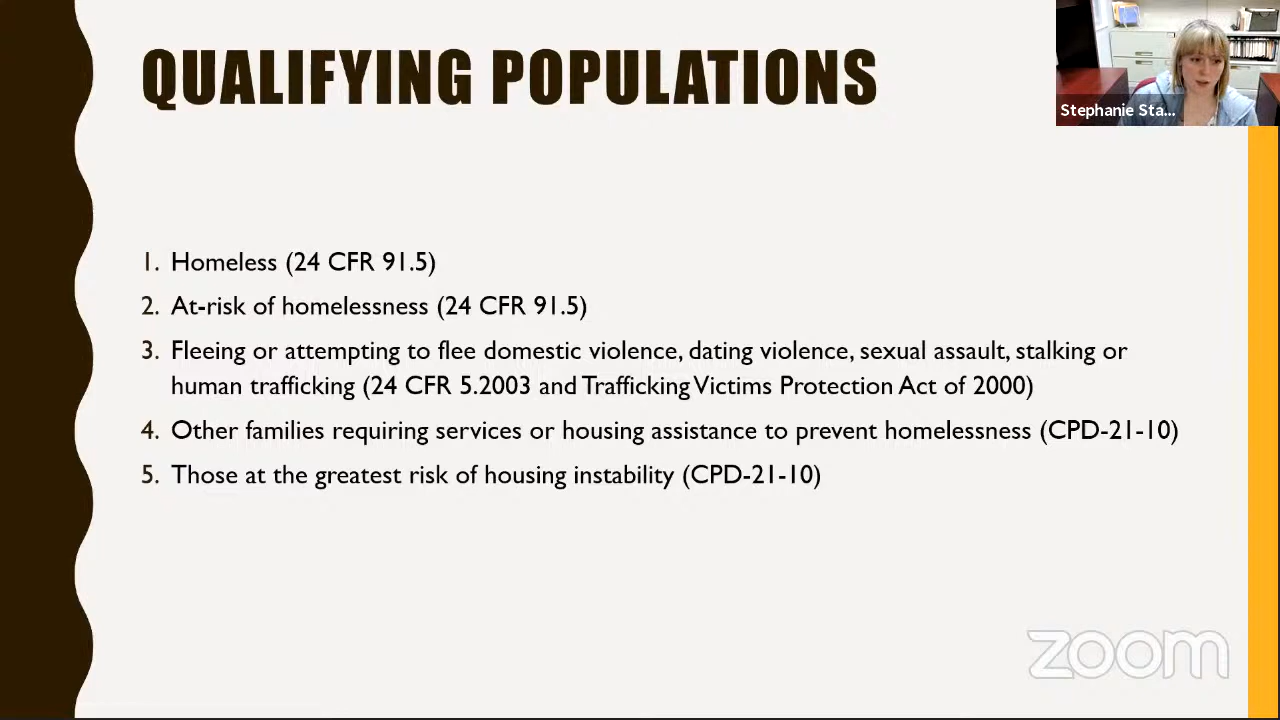 QUALIFYING POPULATIONS
Stephanie Sta...
1. Homeless (24 CFR 91.5)
2. At-risk of homelessness (24 CFR 91.5)
3. Fleeing or attempting to flee domestic violence, dating violence, sexual assault, stalking or
human trafficking (24 CFR 5.2003 and Trafficking Victims Protection Act of 2000)
4. Other families requiring services or housing assistance to prevent homelessness (CPD-21-10)
5. Those at the greatest risk of housing instability (CPD-21-10)
zoom